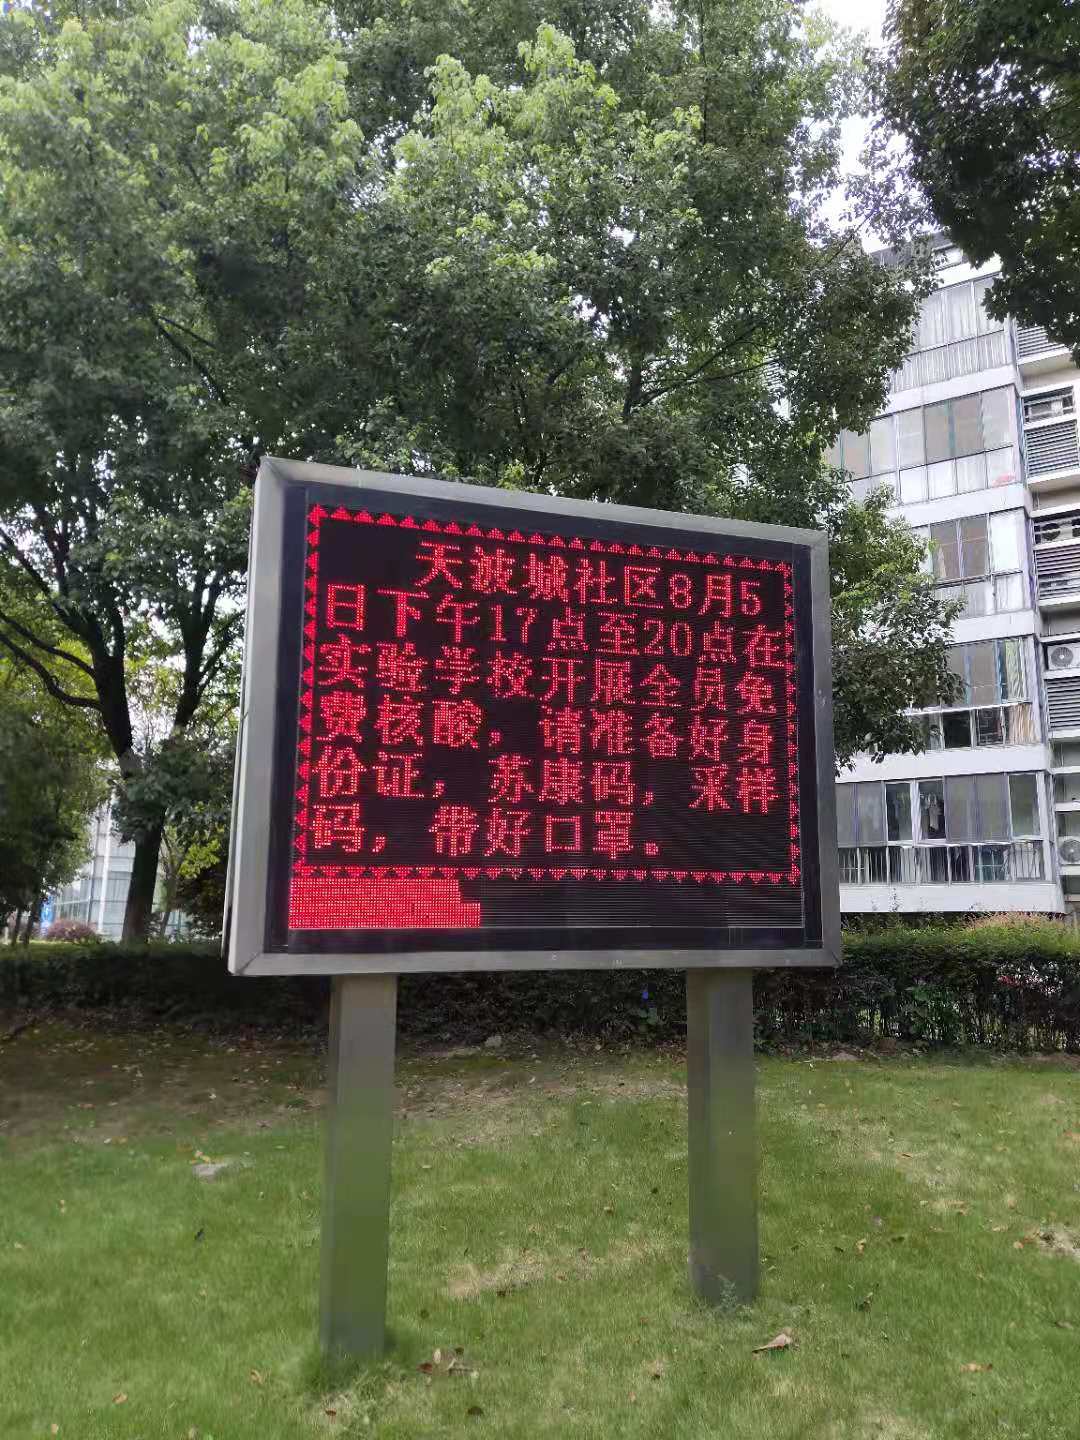 天波城社区8月5
日下午17点至20点在
实验学校开展全员免
费核酸，请准备好身
份证，苏康码，采样
码，带好口罩。